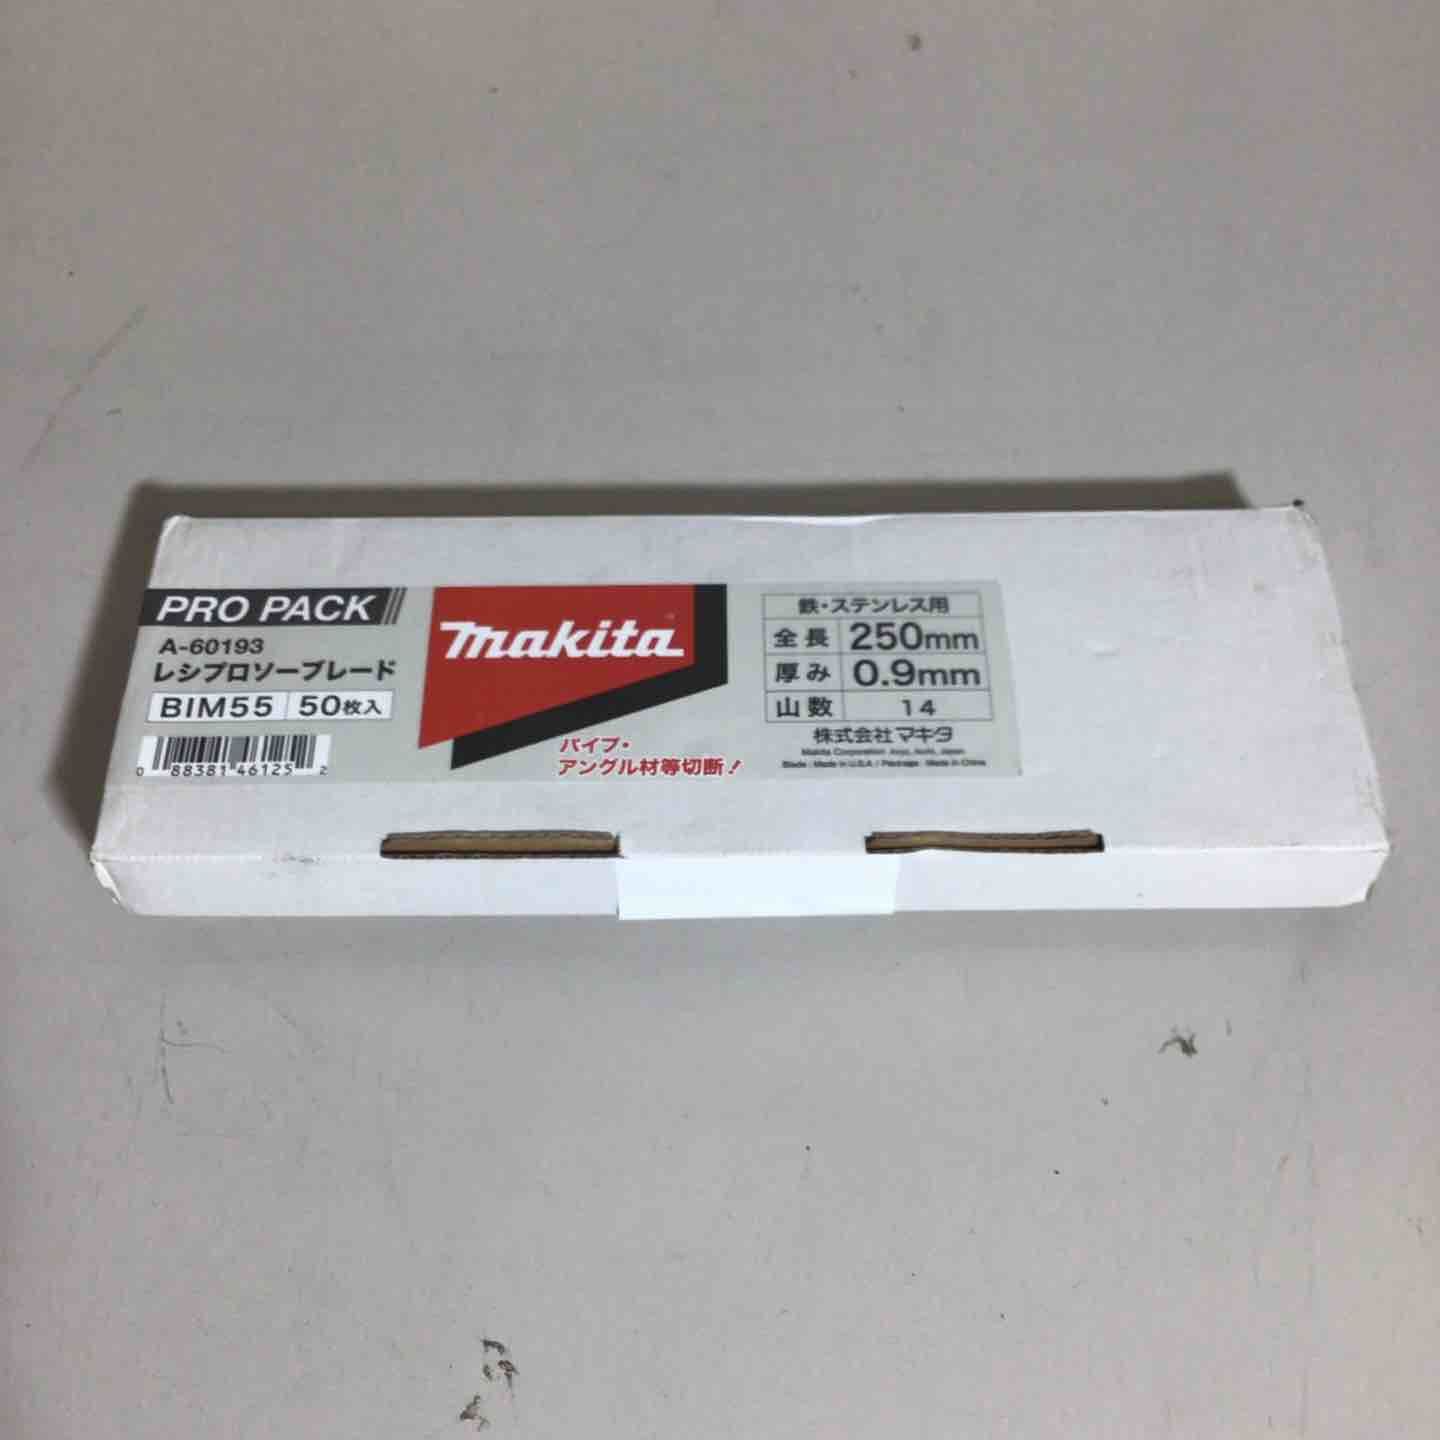 PRO PACK
A-60193
レシプロソーブレード
BIM55 50枚入
0 88381 46125 2
makita
パイプ・
アングル材等切断!
鉄・ステンレス用
全長 250mm
厚み 0.9mm
山数 14
株式会社マキタ
Makita Corporation Anjo, Aichi, Japan
Blade : Made in U.S.A. / Package : Made in China